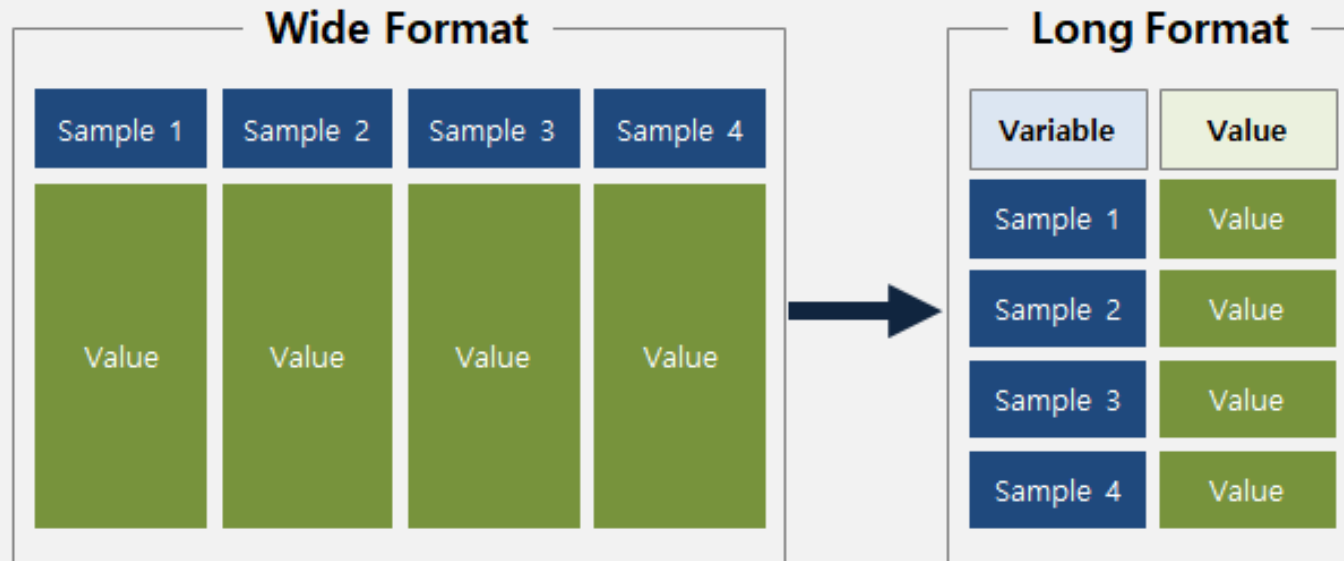 Wide Format
Sample 1 Sample 2 Sample 3 Sample 4
Value Value Value Value
Long Format
Variable Value
Sample 1 Value
Sample 2 Value
Sample 3 Value
Sample 4 Value